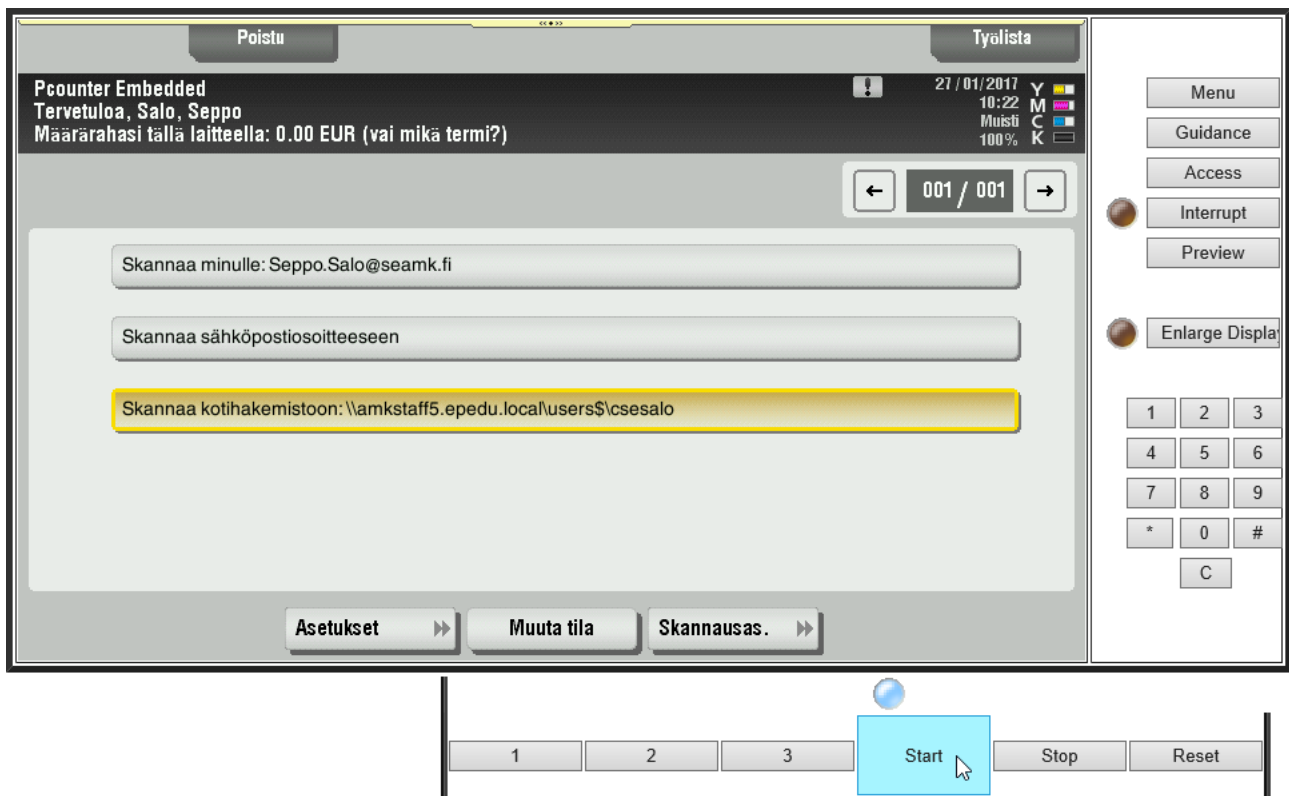 Poistu
Työlista
Pcounter Embedded
Tervetuloa, Salo, Seppo
Määrärahasi tällä laitteella: 0.00 EUR (vai mikä termi?)
27/01/2017
10:22
Muisti
100%
Y
M
C
K
001 / 001
Skannaa minulle: Seppo.Salo@seamk.fi
Skannaa sähköpostiosoitteeseen
Skannaa kotihakemistoon: \\amkstaff5.epedu.local\users$\csesalo
Asetukset
Muuta tila
Skannausas.
Menu
Guidance
Access
Interrupt
Preview
Enlarge Display
1 2 3
4 5 6
7 8 9
* 0 #
C
1 2 3 Start Stop Reset